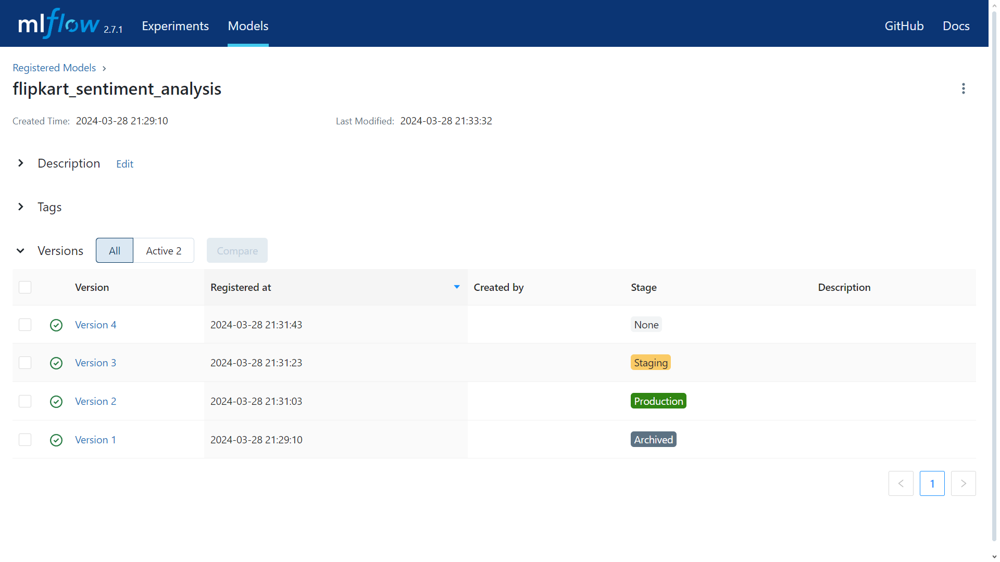 mlflow 2.7.1 Experiments Models GitHub Docs
Registered Models
flipkart_sentiment_analysis
Created Time: 2024-03-28 21:29:10 Last Modified: 2024-03-28 21:33:32
Description Edit
Tags
Versions All Active 2 Compare
Version Registered at Created by Stage Description
Version 4 2024-03-28 21:31:43 None
Version 3 2024-03-28 21:31:23 Staging
Version 2 2024-03-28 21:31:03 Production
Version 1 2024-03-28 21:29:10 Archived
1